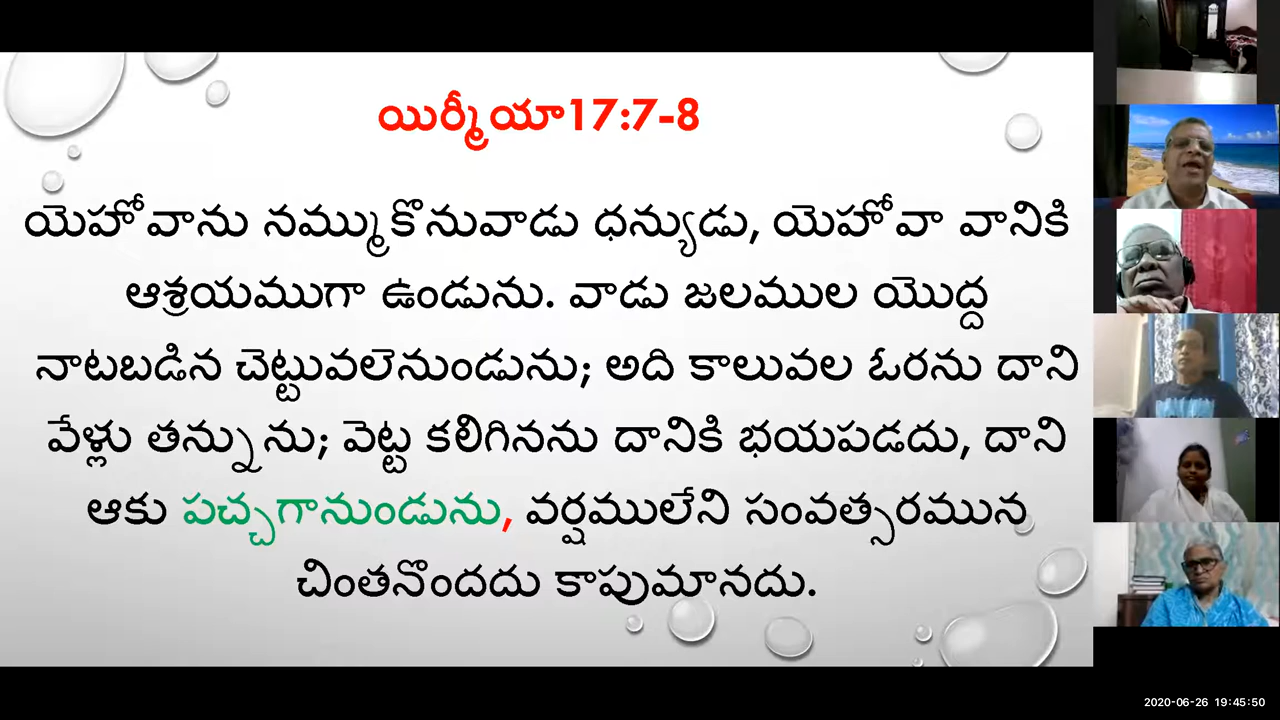 యిర్మీయా17:7-8
యెహోవాను నమ్ముకొనువాడు ధన్యుడు, యెహోవా వానికి
ఆశ్రయముగా ఉండును. వాడు జలముల యొద్ద
నాటబడిన చెట్టువలెనుండును; అది కాలువల ఓరను దాని
వేళ్లు తన్నును; వెట్ట కలిగినను దానికి భయపడదు, దాని
ఆకు పచ్చగానుండును, వర్షములేని సంవత్సరమున
చింతనొందదు కాపుమానదు.
2020-06-26 19:45:50